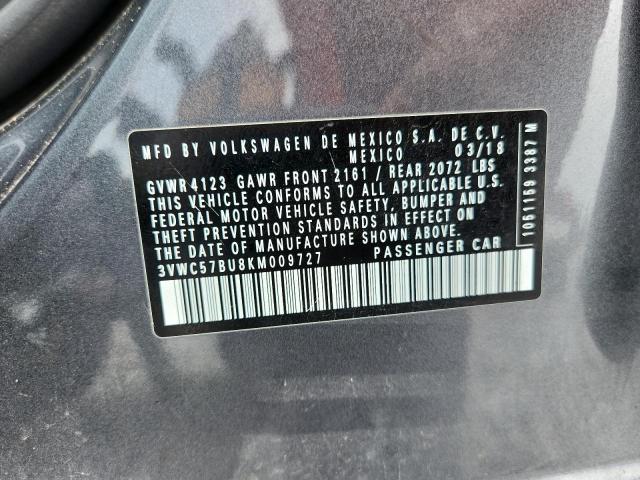 MFD BY VOLKSWAGEN DE MEXICO S.A. DE C.V.
MEXICO 03/18
GVWR 4123 GAWR FRONT 2161 / REAR 2072 LBS
THIS VEHICLE CONFORMS TO ALL APPLICABLE U.S.
FEDERAL MOTOR VEHICLE SAFETY, BUMPER AND
THEFT PREVENTION STANDARDS IN EFFECT ON
THE DATE OF MANUFACTURE SHOWN ABOVE.
3VWC57BU8KM009727 PASSENGER CAR
1061169 3387 M